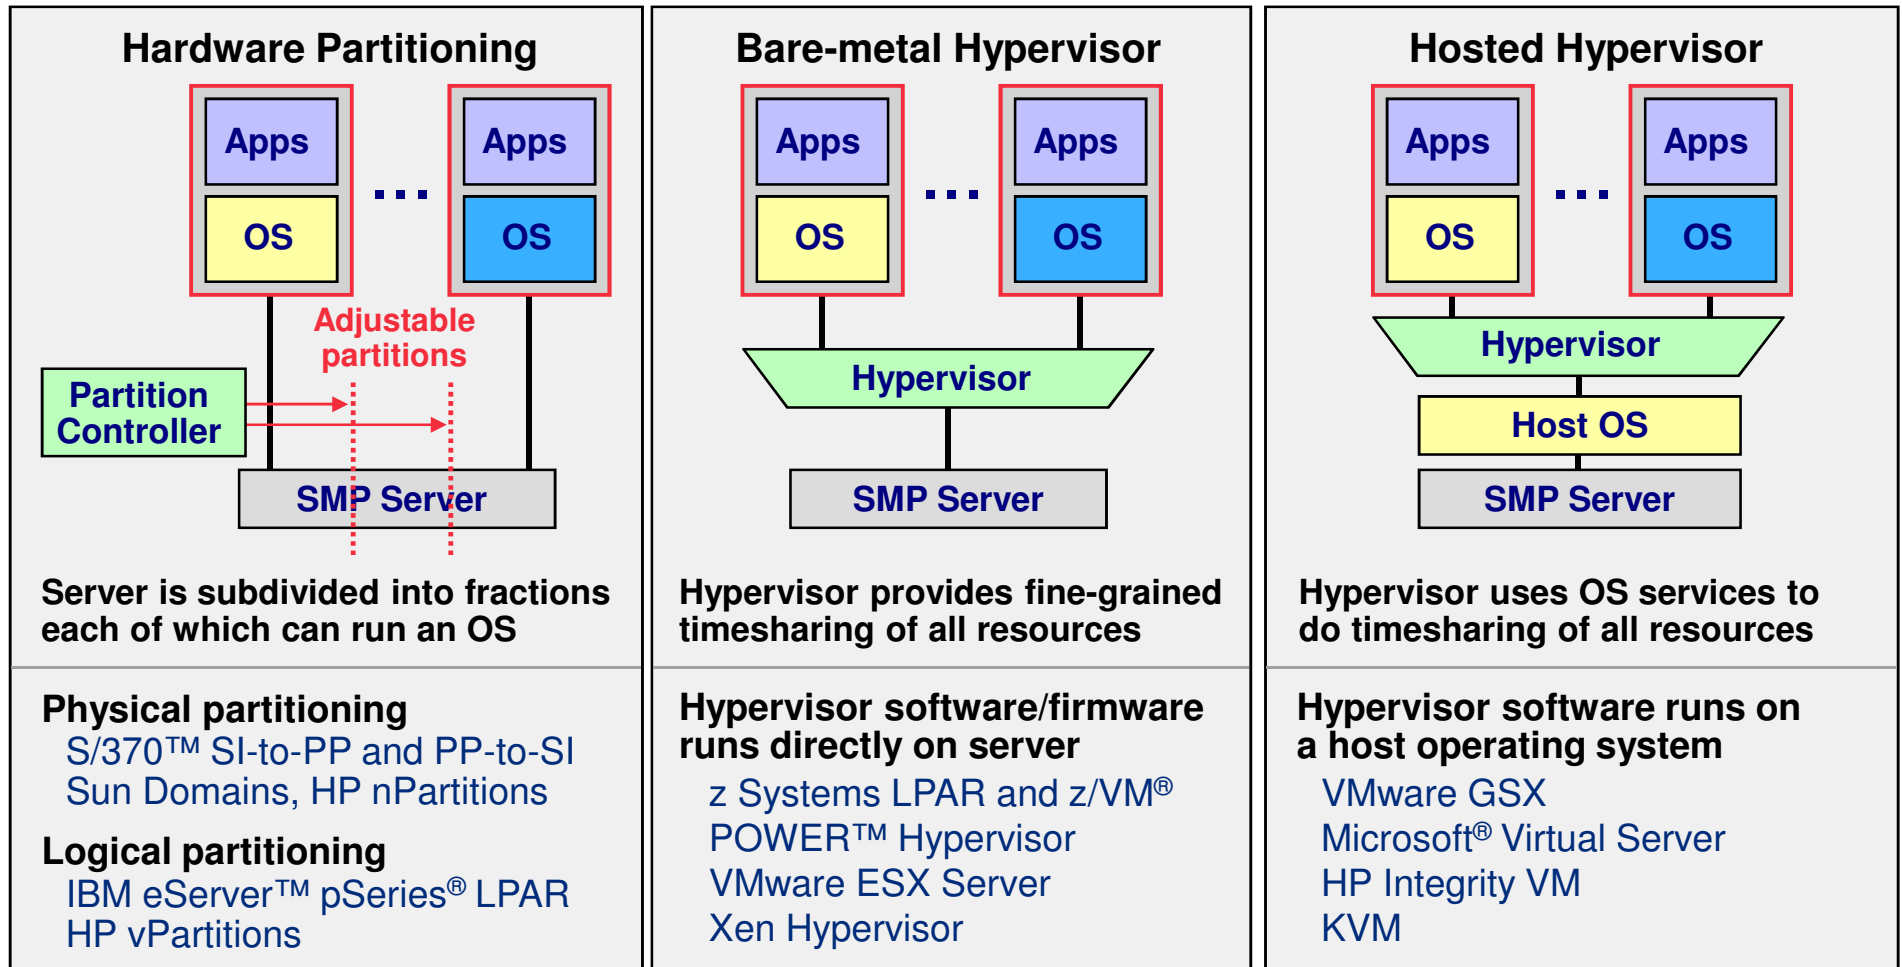 Hardware Partitioning
Apps
Apps
OS
OS
Adjustable
partitions
Partition
Controller
SMP Server
Server is subdivided into fractions
each of which can run an OS
Physical partitioning
S/370™ SI-to-PP and PP-to-SI
Sun Domains, HP nPartitions
Logical partitioning
IBM eServer™ pSeries® LPAR
HP vPartitions
Bare-metal Hypervisor
Apps
Apps
OS
OS
Hypervisor
SMP Server
Hypervisor provides fine-grained
timesharing of all resources
Hypervisor software/firmware
runs directly on server
z Systems LPAR and z/VM®
POWER™ Hypervisor
VMware ESX Server
Xen Hypervisor
Hosted Hypervisor
Apps
Apps
OS
OS
Hypervisor
Host OS
SMP Server
Hypervisor uses OS services to
do timesharing of all resources
Hypervisor software runs on
a host operating system
VMware GSX
Microsoft® Virtual Server
HP Integrity VM
KVM